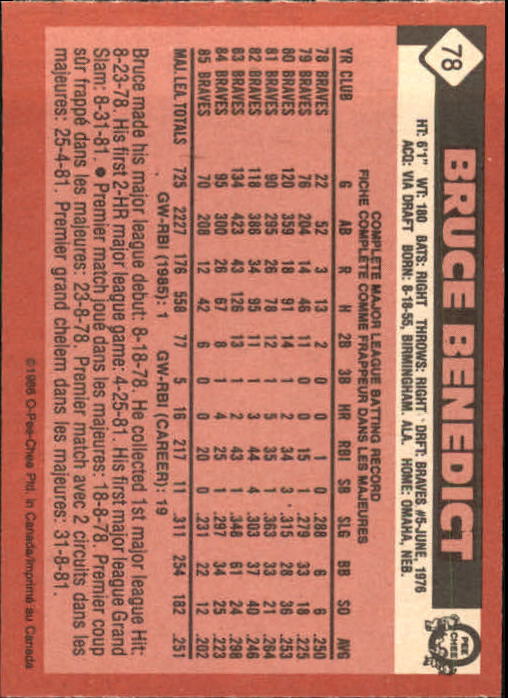 78
BRUCE BENEDICT
HT: 6'1" WT: 180 BATS: RIGHT THROWS: RIGHT DRFT: BRAVES #5-JUNE, 1976
ACQ: VIA DRAFT BORN: 8-18-55, BIRMINGHAM, ALA. HOME: OMAHA, NEB.
PEE
CHEE
COMPLETE MAJOR LEAGUE BATTING RECORD
FICHE COMPLÈTE COMME FRAPPEUR DANS LES MAJEURES
YR CLUB G AB R H 2B 3B HR RBI SB SLG BB SO AVG
78 BRAVES 22 52 3 13 2 0 0 1 0 .288 6 6 .250
79 BRAVES 76 204 14 46 11 0 0 15 1 .279 33 18 .225
80 BRAVES 120 359 18 91 14 1 2 34 3 .315 28 36 .253
81 BRAVES 90 295 26 78 12 1 5 35 1 .363 33 21 .264
82 BRAVES 118 386 34 95 11 1 3 44 4 .303 37 40 .246
83 BRAVES 134 423 43 126 13 1 2 43 1 .348 61 24 .298
84 BRAVES 95 300 26 67 8 1 4 25 1 .297 34 25 .223
85 BRAVES 70 208 12 42 6 0 0 20 0 .231 22 12 .202
MAJ. LEA. TOTALS 725 2227 176 558 77 5 16 217 11 .311 254 182 .251
GW-RBI (1985): 1 GW-RBI (CAREER): 19
Bruce made his major league debut: 8-18-78. He collected 1st major league Hit:
8-23-78. His first 2-HR major league game: 4-25-81. His first major league Grand
Slam: 8-31-81. ● Premier match joué dans les majeures: 18-8-78. Premier coup
sûr frappé dans les majeures: 23-8-78. Premier match avec 2 circuits dans les
majeures: 25-4-81. Premier grand chelem dans les majeures: 31-8-81.
©1986 O-Pee-Chee Ptd. in Canada/Imprimé au Canada